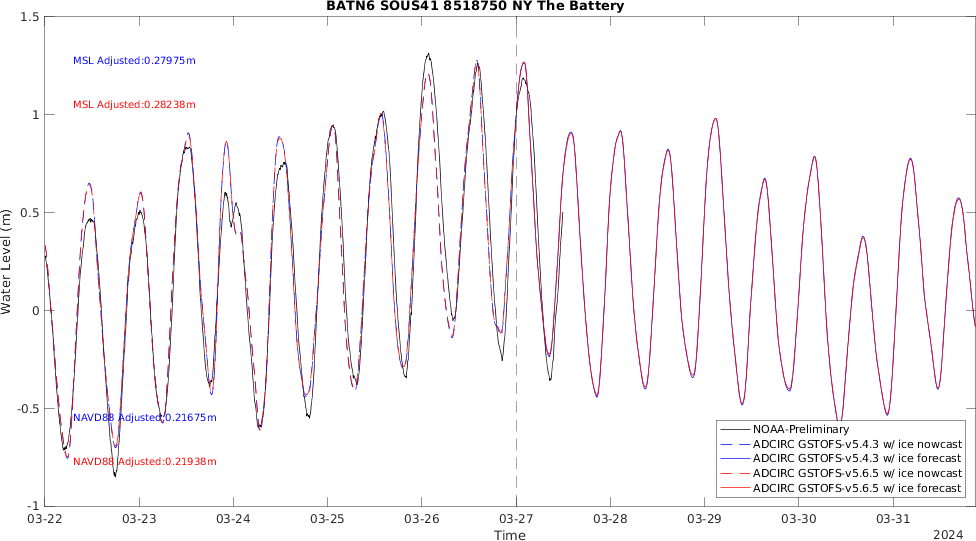 BATN6 SOUS41 8518750 NY The Battery
1.5
1
0.5
0
-0.5
-1
Water Level (m)
MSL Adjusted:0.27975m
MSL Adjusted:0.28238m
NAVD88 Adjusted:0.21675m
NAVD88 Adjusted:0.21938m
NOAA-Preliminary
ADCIRC GSTOFS-v5.4.3 w/ ice nowcast
ADCIRC GSTOFS-v5.4.3 w/ ice forecast
ADCIRC GSTOFS-v5.6.5 w/ ice nowcast
ADCIRC GSTOFS-v5.6.5 w/ ice forecast
03-22 03-23 03-24 03-25 03-26 03-27 03-28 03-29 03-30 03-31
Time
2024